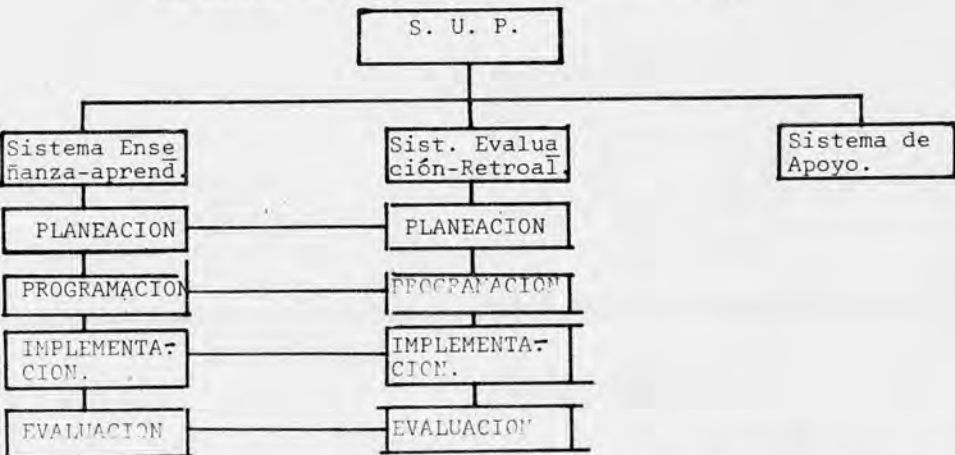 S. U. P.
Sistema Ense
ñanza-aprend.
Sist. Evalua
ción-Retroal.
Sistema de
Apoyo.
PLANEACION
PLANEACION
PROGRAMACION
PROGRAMACION
IMPLEMENTA-
CION.
IMPLEMENTA-
CION.
EVALUACION
EVALUACION